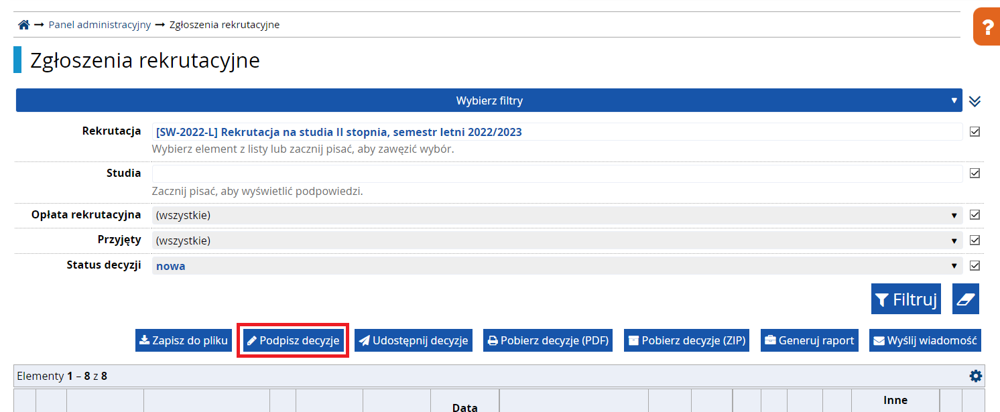 Panel administracyjny Zgłoszenia rekrutacyjne
?
Zgłoszenia rekrutacyjne
Wybierz filtry
Rekrutacja [SW-2022-L] Rekrutacja na studia II stopnia, semestr letni 2022/2023
Wybierz element z listy lub zacznij pisać, aby zawęzić wybór.
Studia
Zacznij pisać, aby wyświetlić podpowiedzi.
Opłata rekrutacyjna (wszystkie)
Przyjęty (wszystkie)
Status decyzji nowa
Filtruj
Zapisz do pliku Podpisz decyzje Udostępnij decyzje Pobierz decyzje (PDF) Pobierz decyzje (ZIP) Generuj raport Wyślij wiadomość
Elementy 1 – 8 z 8
Inne
Data